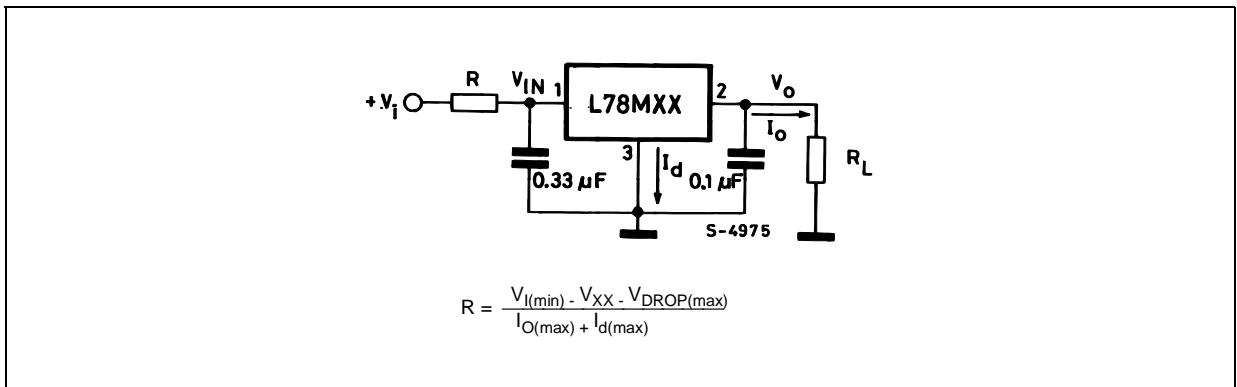 R V_IN 1 L78MXX 2 V_o
+ V_i I_o
3 I_d R_L
0.33 µF 0.1 µF
S-4975
R = V_I(min) - V_XX - V_DROP(max)
I_O(max) + I_d(max)